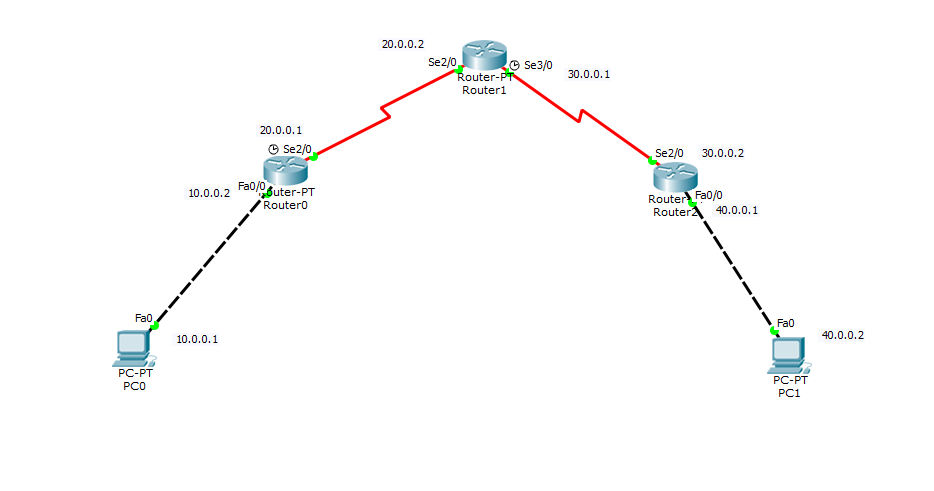 20.0.0.2
Se2/0
Se3/0
Router-PT
Router1
30.0.0.1
20.0.0.1
Se2/0
Fa0/0
10.0.0.2
Router0
Se2/0
30.0.0.2
Fa0/0
Router2
40.0.0.1
Fa0
10.0.0.1
PC-PT
PC0
Fa0
40.0.0.2
PC-PT
PC1